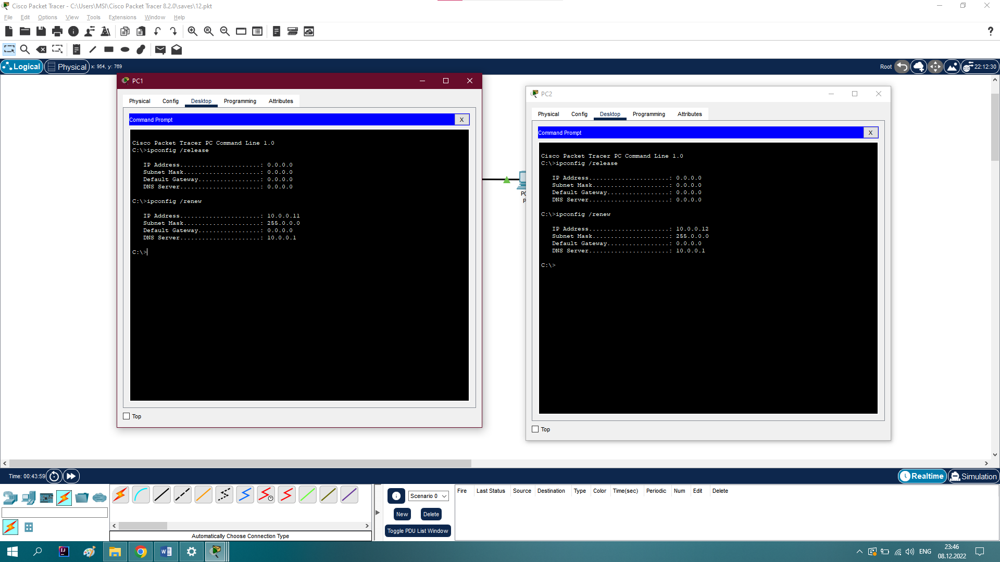 Cisco Packet Tracer - C:\Users\MSI\Cisco Packet Tracer 8.2.0\saves\12.pkt
File Edit Options View Tools Extensions Window Help
Logical Physical x: 954, y: 769 Root 22:12:30
PC1
Physical Config Desktop Programming Attributes
Command Prompt X
Cisco Packet Tracer PC Command Line 1.0
C:\>ipconfig /release
IP Address......................: 0.0.0.0
Subnet Mask.....................: 0.0.0.0
Default Gateway.................: 0.0.0.0
DNS Server......................: 0.0.0.0
C:\>ipconfig /renew
IP Address......................: 10.0.0.11
Subnet Mask.....................: 255.0.0.0
Default Gateway.................: 0.0.0.0
DNS Server......................: 10.0.0.1
C:\>
Top
PC
P
PC2
Physical Config Desktop Programming Attributes
Command Prompt X
Cisco Packet Tracer PC Command Line 1.0
C:\>ipconfig /release
IP Address......................: 0.0.0.0
Subnet Mask.....................: 0.0.0.0
Default Gateway.................: 0.0.0.0
DNS Server......................: 0.0.0.0
C:\>ipconfig /renew
IP Address......................: 10.0.0.12
Subnet Mask.....................: 255.0.0.0
Default Gateway.................: 0.0.0.0
DNS Server......................: 10.0.0.1
C:\>
Top
Time: 00:43:59 Realtime Simulation
Scenario 0
New Delete
Toggle PDU List Window
Fire Last Status Source Destination Type Color Time(sec) Periodic Num Edit Delete
Automatically Choose Connection Type
ENG 23:46
08.12.2022